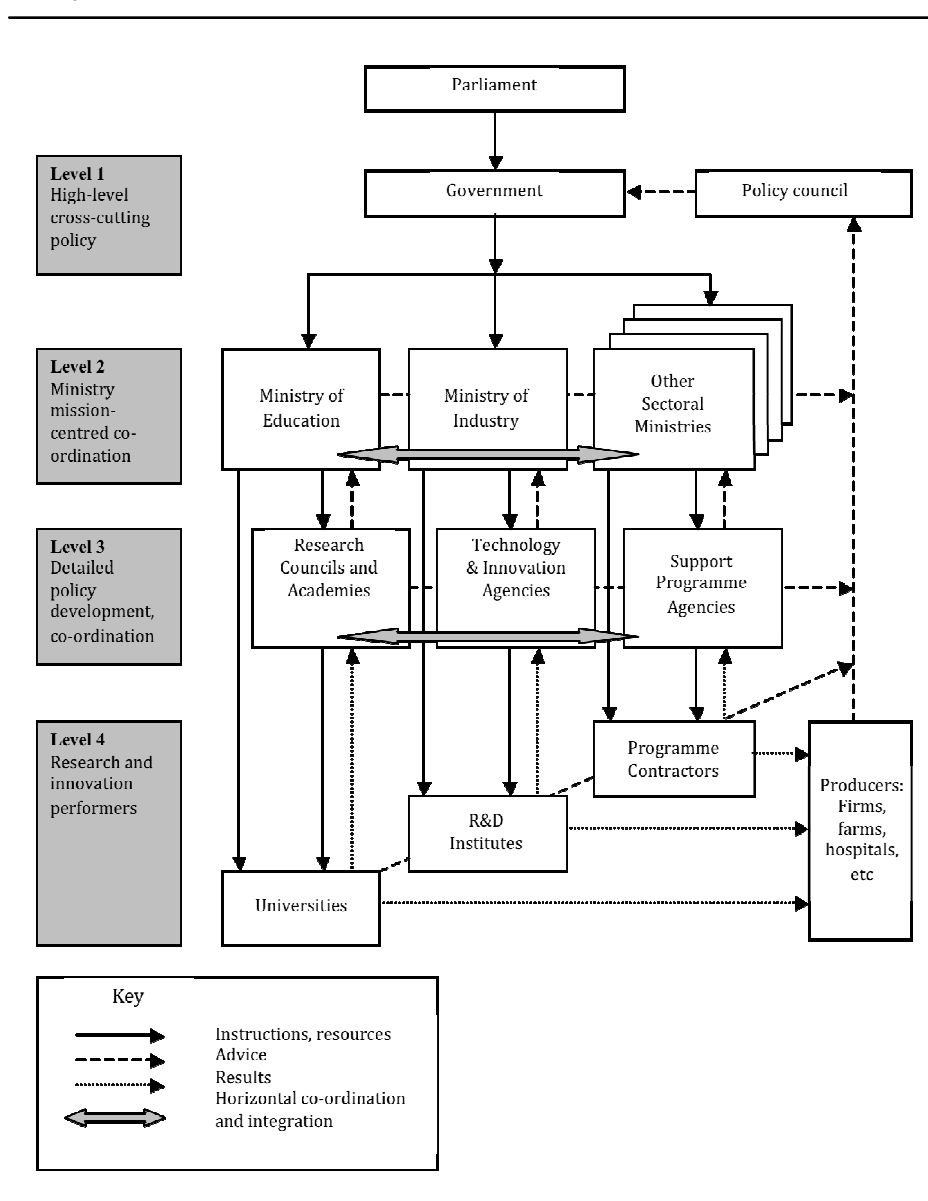 Parliament
Level 1
High-level
cross-cutting
policy
Government
Policy council
Level 2
Ministry
mission-
centred co-
ordination
Ministry of
Education
Ministry of
Industry
Other
Sectoral
Ministries
Level 3
Detailed
policy
development,
co-ordination
Research
Councils and
Academies
Technology
& Innovation
Agencies
Support
Programme
Agencies
Level 4
Research and
innovation
performers
Programme
Contractors
R&D
Institutes
Universities
Producers:
Firms,
farms,
hospitals,
etc
Key
Instructions, resources
Advice
Results
Horizontal co-ordination
and integration